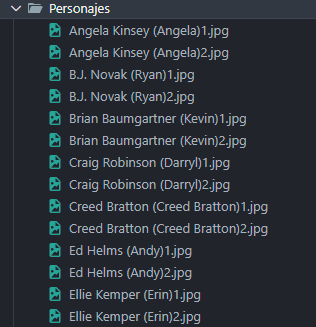 Personajes
Angela Kinsey (Angela)1.jpg
Angela Kinsey (Angela)2.jpg
B.J. Novak (Ryan)1.jpg
B.J. Novak (Ryan)2.jpg
Brian Baumgartner (Kevin)1.jpg
Brian Baumgartner (Kevin)2.jpg
Craig Robinson (Darryl)1.jpg
Craig Robinson (Darryl)2.jpg
Creed Bratton (Creed Bratton)1.jpg
Creed Bratton (Creed Bratton)2.jpg
Ed Helms (Andy)1.jpg
Ed Helms (Andy)2.jpg
Ellie Kemper (Erin)1.jpg
Ellie Kemper (Erin)2.jpg